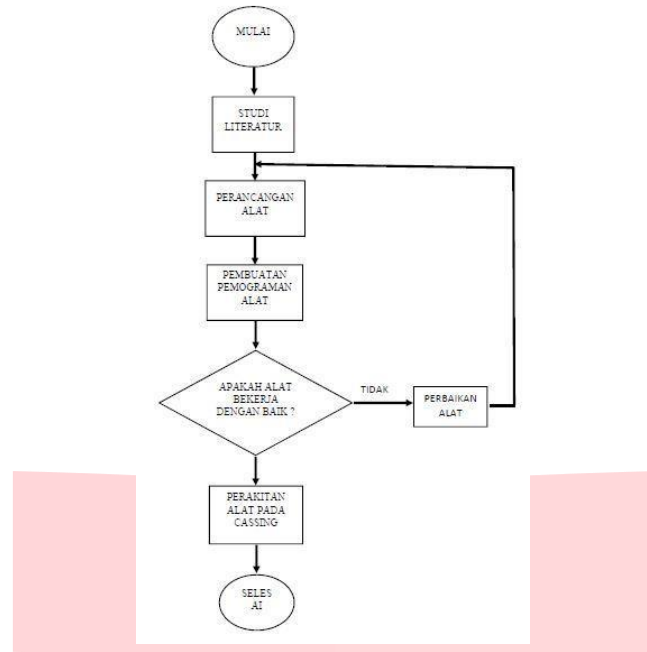 MULAI
STUDI
LITERATUR
PERANCANGAN
ALAT
PEMBUATAN
PEMOGRAMAN
ALAT
APAKAH ALAT
BEKERJA
DENGAN BAIK ?
TIDAK
PERBAIKAN
ALAT
PERAKITAN
ALAT PADA
CASSING
SELES
AI